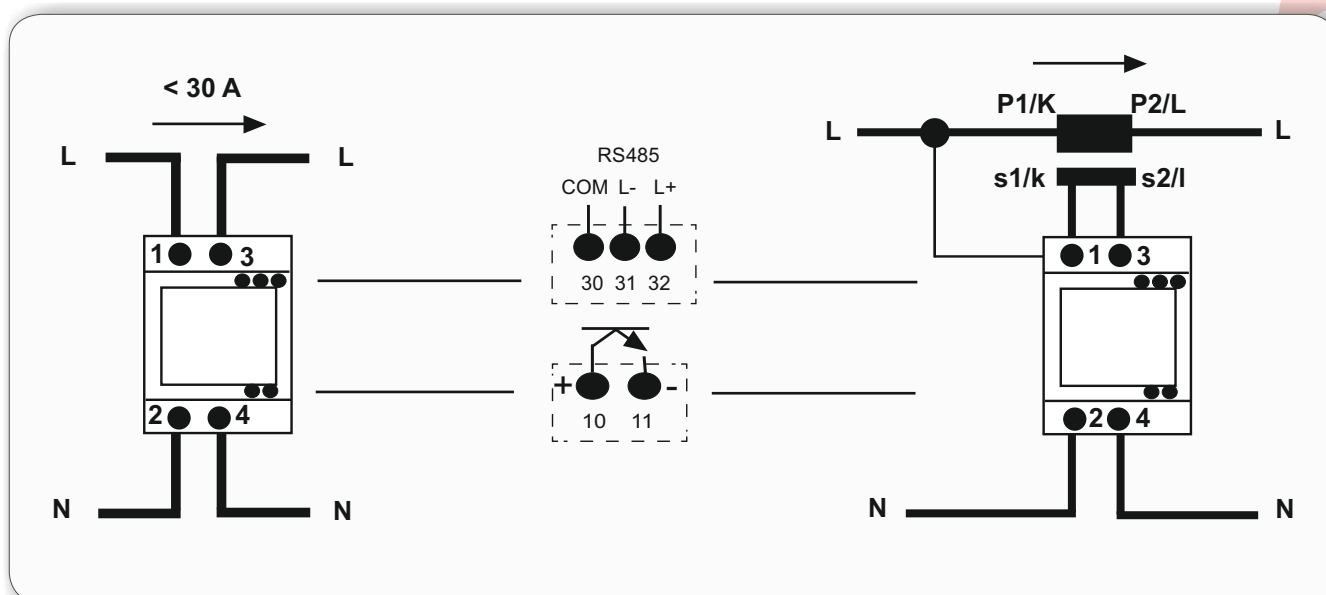 < 30 A
L L
1 3
2 4
N N
RS485
COM L- L+
30 31 32
+ -
10 11
P1/K P2/L
L L
s1/k s2/l
1 3
2 4
N N